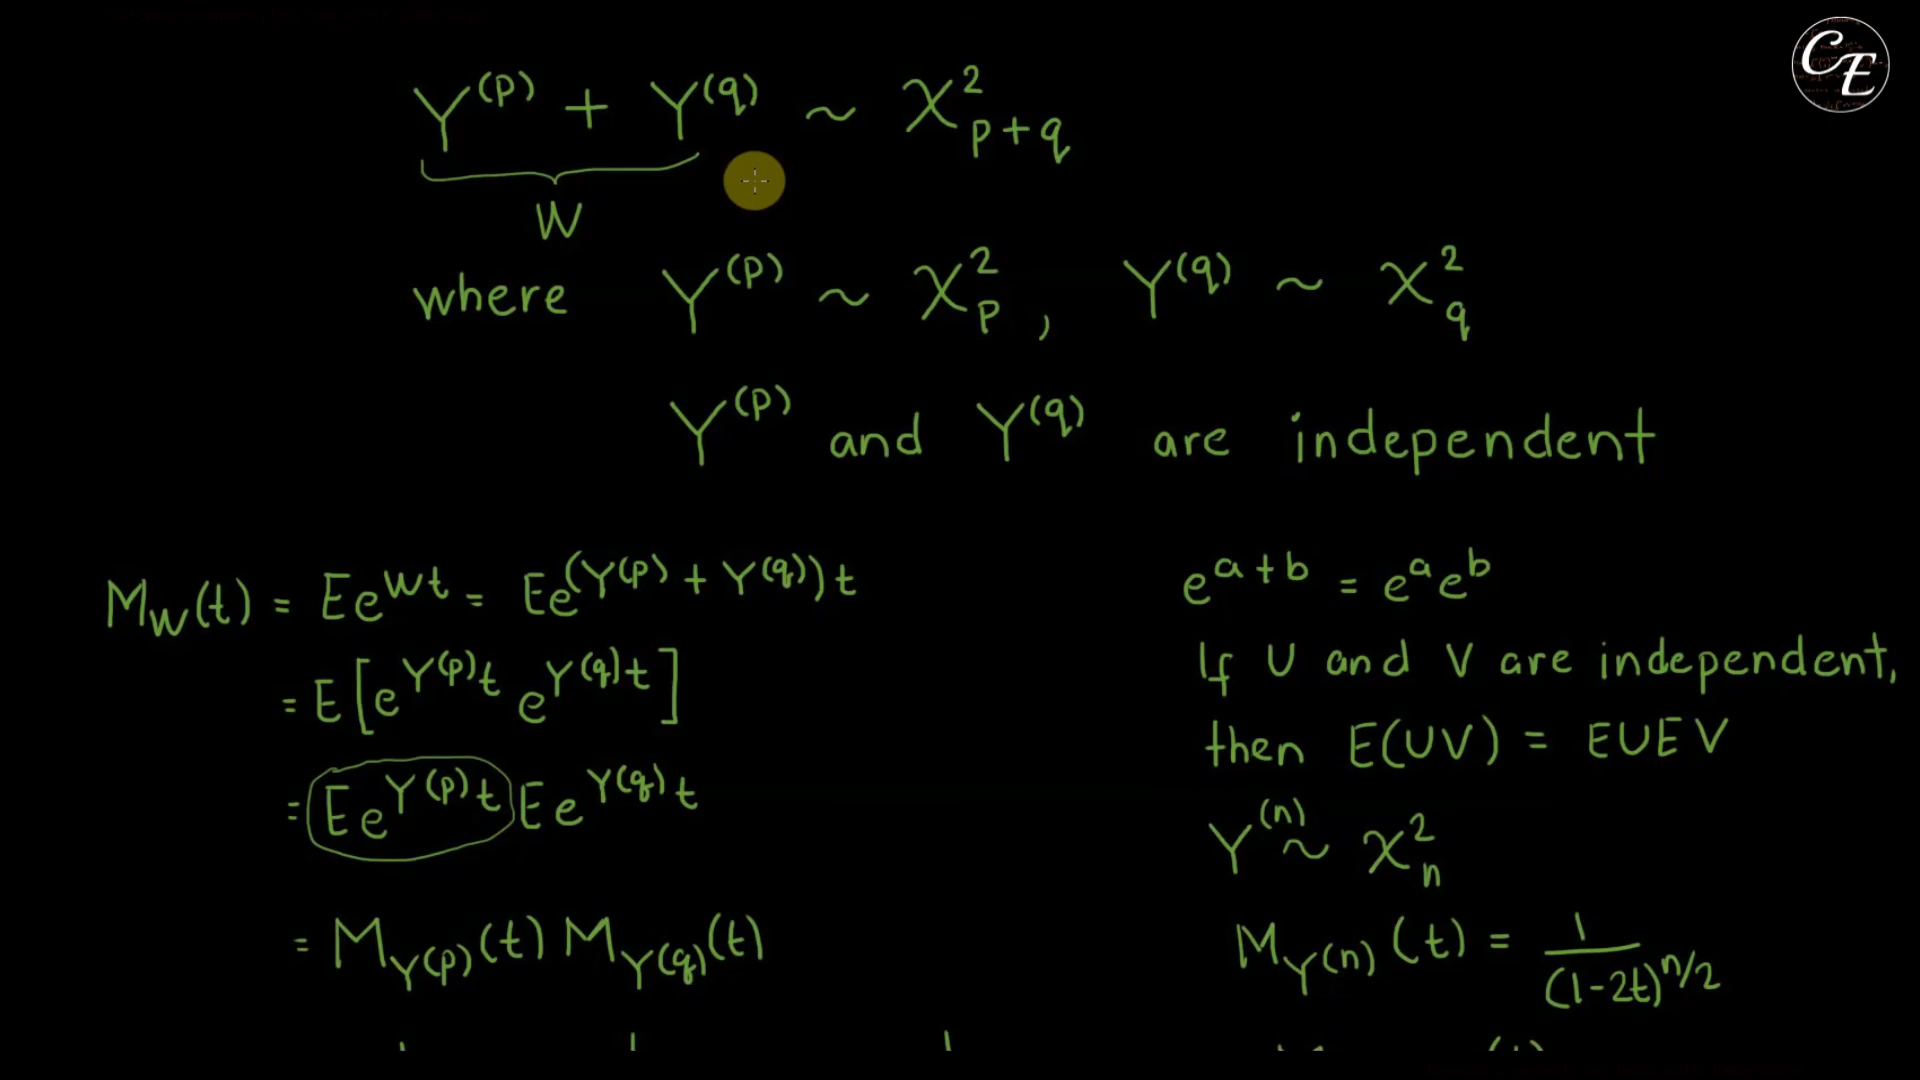 CE
Y^(p) + Y^(q) ~ χ²_{p+q}
W
where Y^(p) ~ χ²_p , Y^(q) ~ χ²_q
Y^(p) and Y^(q) are independent
M_W(t) = Ee^{Wt} = Ee^{(Y^(p) + Y^(q))t}
= E[e^{Y^(p)t} e^{Y^(q)t}]
= Ee^{Y^(p)t} Ee^{Y^(q)t}
= M_{Y^(p)}(t) M_{Y^(q)}(t)
e^{a+b} = e^a e^b
If U and V are independent,
then E(UV) = EUEV
Y^(n) ~ χ²_n
M_{Y^(n)}(t) = 1/(1-2t)^{n/2}